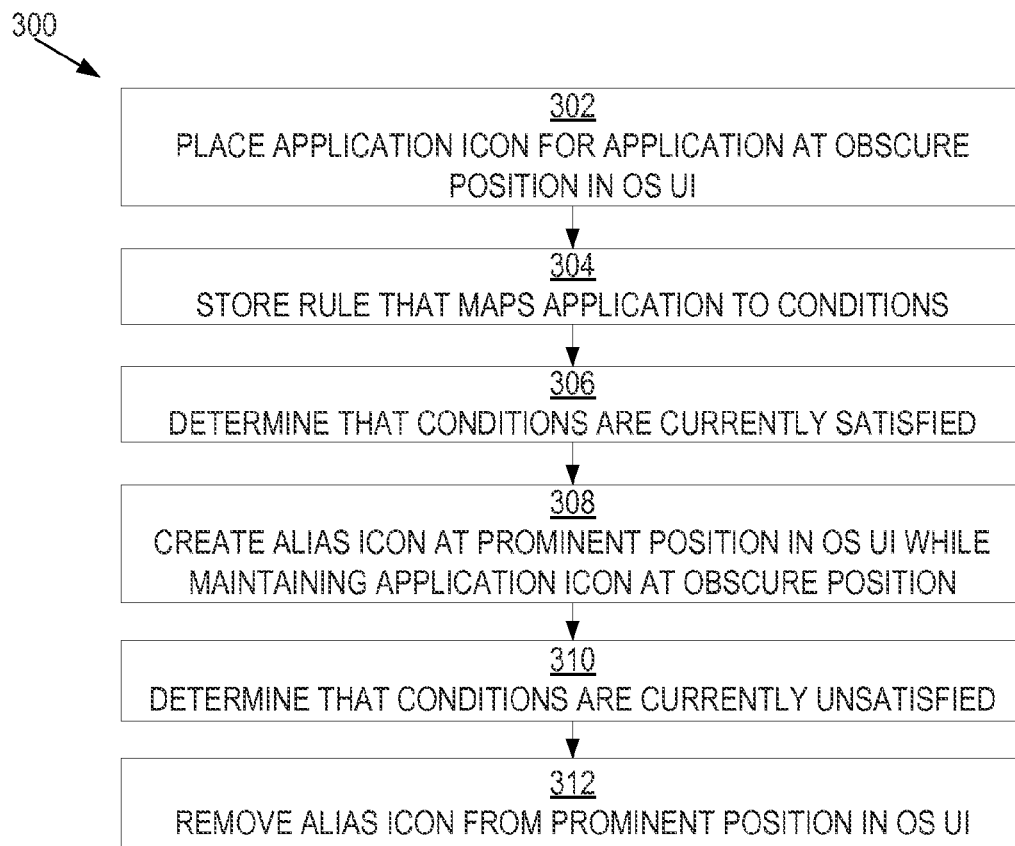 300
302
PLACE APPLICATION ICON FOR APPLICATION AT OBSCURE
POSITION IN OS UI
304
STORE RULE THAT MAPS APPLICATION TO CONDITIONS
306
DETERMINE THAT CONDITIONS ARE CURRENTLY SATISFIED
308
CREATE ALIAS ICON AT PROMINENT POSITION IN OS UI WHILE
MAINTAINING APPLICATION ICON AT OBSCURE POSITION
310
DETERMINE THAT CONDITIONS ARE CURRENTLY UNSATISFIED
312
REMOVE ALIAS ICON FROM PROMINENT POSITION IN OS UI